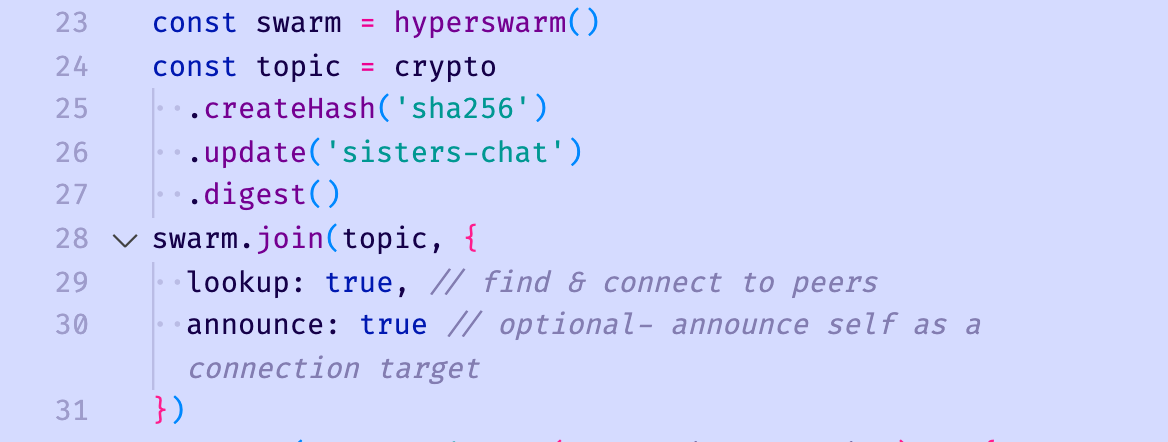 23 const swarm = hyperswarm()
24 const topic = crypto
25 .createHash('sha256')
26 .update('sisters-chat')
27 .digest()
28 swarm.join(topic, {
29 lookup: true, // find & connect to peers
30 announce: true // optional- announce self as a
connection target
31 })